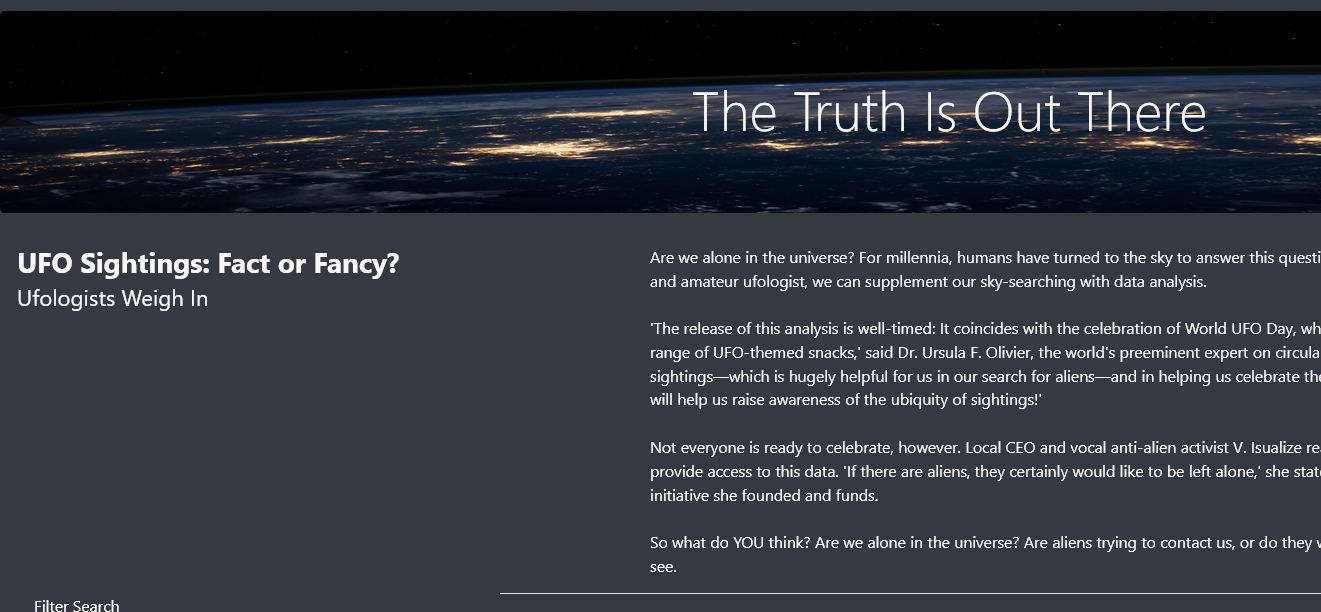 The Truth Is Out There
UFO Sightings: Fact or Fancy?
Ufologists Weigh In
Are we alone in the universe? For millennia, humans have turned to the sky to answer this questi
and amateur ufologist, we can supplement our sky-searching with data analysis.
'The release of this analysis is well-timed: It coincides with the celebration of World UFO Day, wh
range of UFO-themed snacks,' said Dr. Ursula F. Olivier, the world's preeminent expert on circula
sightings—which is hugely helpful for us in our search for aliens—and in helping us celebrate the
will help us raise awareness of the ubiquity of sightings!'
Not everyone is ready to celebrate, however. Local CEO and vocal anti-alien activist V. Isualize re
provide access to this data. 'If there are aliens, they certainly would like to be left alone,' she state
initiative she founded and funds.
So what do YOU think? Are we alone in the universe? Are aliens trying to contact us, or do they w
see.
Filter Search